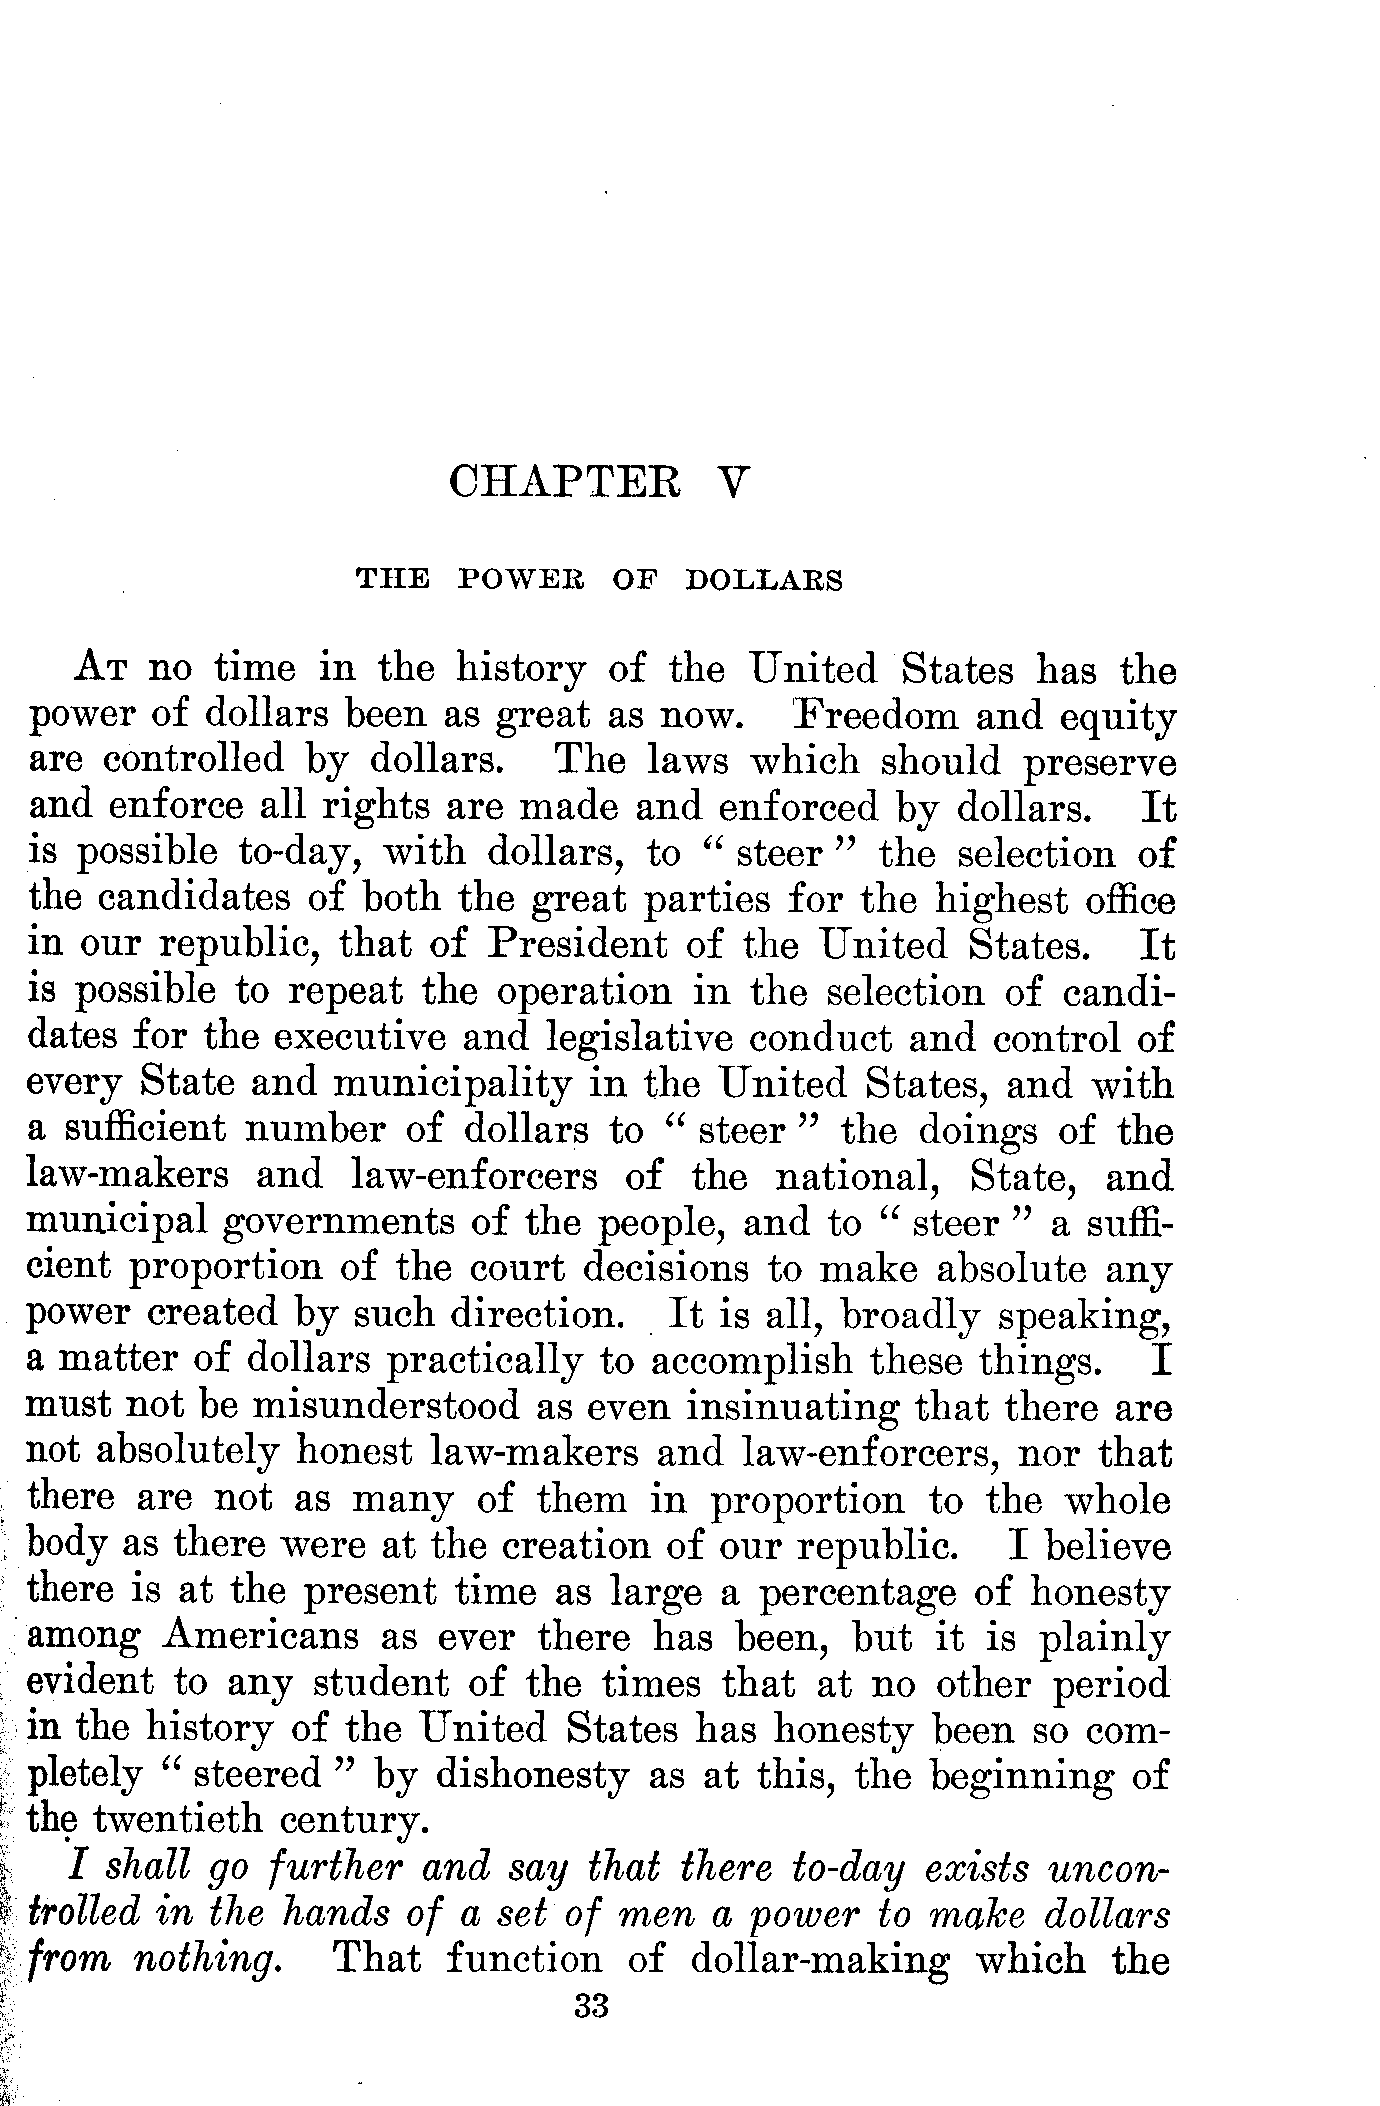 CHAPTER V
THE POWER OF DOLLARS
AT no time in the history of the United States has the
power of dollars been as great as now. Freedom and equity
are controlled by dollars. The laws which should preserve
and enforce all rights are made and enforced by dollars. It
is possible to-day, with dollars, to “ steer ” the selection of
the candidates of both the great parties for the highest office
in our republic, that of President of the United States. It
is possible to repeat the operation in the selection of candi-
dates for the executive and legislative conduct and control of
every State and municipality in the United States, and with
a sufficient number of dollars to “ steer ” the doings of the
law-makers and law-enforcers of the national, State, and
municipal governments of the people, and to “ steer ” a suffi-
cient proportion of the court decisions to make absolute any
power created by such direction. It is all, broadly speaking,
a matter of dollars practically to accomplish these things. I
must not be misunderstood as even insinuating that there are
not absolutely honest law-makers and law-enforcers, nor that
there are not as many of them in proportion to the whole
body as there were at the creation of our republic. I believe
there is at the present time as large a percentage of honesty
among Americans as ever there has been, but it is plainly
evident to any student of the times that at no other period
in the history of the United States has honesty been so com-
pletely “ steered ” by dishonesty as at this, the beginning of
the twentieth century.
I shall go further and say that there to-day exists uncon-
trolled in the hands of a set of men a power to make dollars
from nothing. That function of dollar-making which the
33